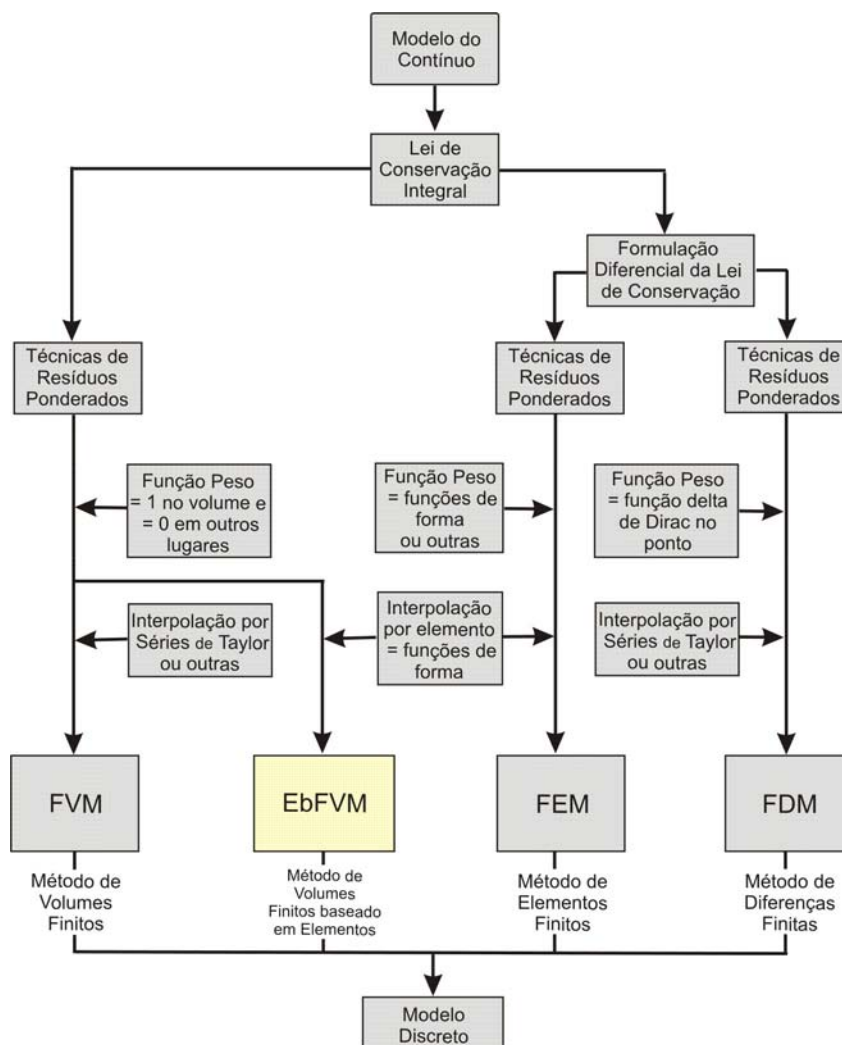 Modelo do
Contínuo
Lei de
Conservação
Integral
Formulação
Diferencial da Lei
de Conservação
Técnicas de
Resíduos
Ponderados
Técnicas de
Resíduos
Ponderados
Técnicas de
Resíduos
Ponderados
Função Peso
= 1 no volume e
= 0 em outros
lugares
Função Peso
= funções de
forma
ou outras
Função Peso
= função delta
de Dirac no
ponto
Interpolação por
Séries de Taylor
ou outras
Interpolação
por elemento
= funções de
forma
Interpolação por
Séries de Taylor
ou outras
FVM
EbFVM
FEM
FDM
Método de
Volumes
Finitos
Método de
Volumes
Finitos baseado
em Elementos
Método de
Elementos
Finitos
Método de
Diferenças
Finitas
Modelo
Discreto